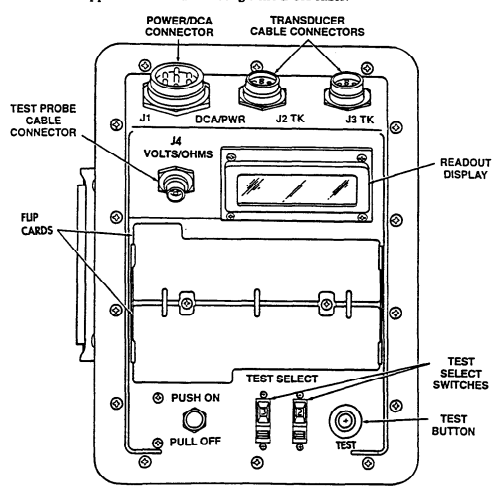 POWER/DCA
CONNECTOR
TRANSDUCER
CABLE CONNECTORS
J1
DCA/PWR
J2 TK
J3 TK
TEST PROBE
CABLE
CONNECTOR
J4
VOLTS/OHMS
READOUT
DISPLAY
FLIP
CARDS
TEST SELECT
TEST
SELECT
SWITCHES
PUSH ON
PULL OFF
TEST
TEST
BUTTON